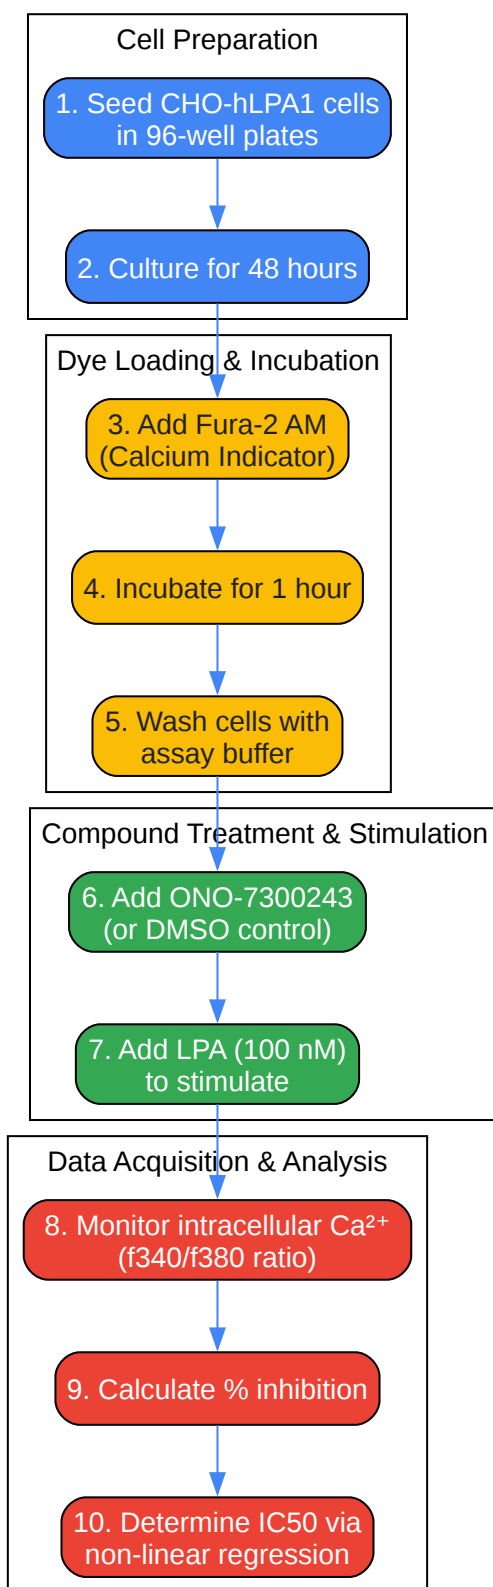 Cell Preparation
1. Seed CHO-hLPA1 cells
in 96-well plates
2. Culture for 48 hours
Dye Loading & Incubation
3. Add Fura-2 AM
(Calcium Indicator)
4. Incubate for 1 hour
5. Wash cells with
assay buffer
Compound Treatment & Stimulation
6. Add ONO-7300243
(or DMSO control)
7. Add LPA (100 nM)
to stimulate
Data Acquisition & Analysis
8. Monitor intracellular Ca²⁺
(f340/f380 ratio)
9. Calculate % inhibition
10. Determine IC50 via
non-linear regression